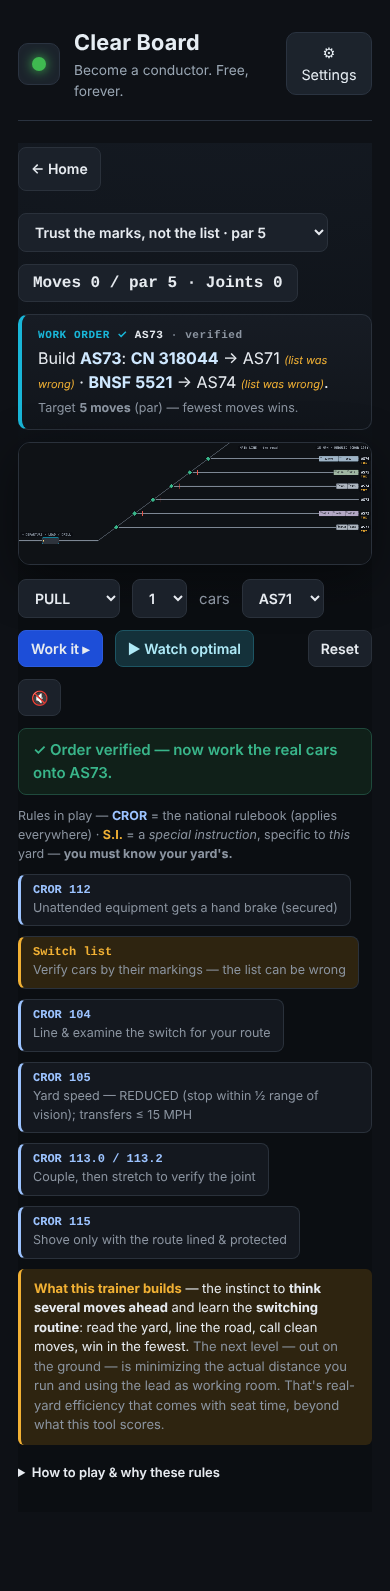 Clear Board
Become a conductor. Free,
forever.
⚙
Settings
← Home
Trust the marks, not the list · par 5
Moves 0 / par 5 · Joints 0
WORK ORDER ✓ AS73 · verified
Build AS73: CN 318044 → AS71 (list was
wrong) · BNSF 5521 → AS74 (list was wrong).
Target 5 moves (par) — fewest moves wins.
PULL
1
cars
AS71
Work it ▸
▶ Watch optimal
Reset
✓ Order verified — now work the real cars
onto AS73.
Rules in play — CROR = the national rulebook (applies
everywhere) · S.I. = a special instruction, specific to this
yard — you must know your yard's.
CROR 112
Unattended equipment gets a hand brake (secured)
Switch list
Verify cars by their markings — the list can be wrong
CROR 104
Line & examine the switch for your route
CROR 105
Yard speed — REDUCED (stop within ½ range of
vision); transfers ≤ 15 MPH
CROR 113.0 / 113.2
Couple, then stretch to verify the joint
CROR 115
Shove only with the route lined & protected
What this trainer builds — the instinct to think
several moves ahead and learn the switching
routine: read the yard, line the road, call clean
moves, win in the fewest. The next level — out on
the ground — is minimizing the actual distance you
run and using the lead as working room. That's real-
yard efficiency that comes with seat time, beyond
what this tool scores.
▶ How to play & why these rules